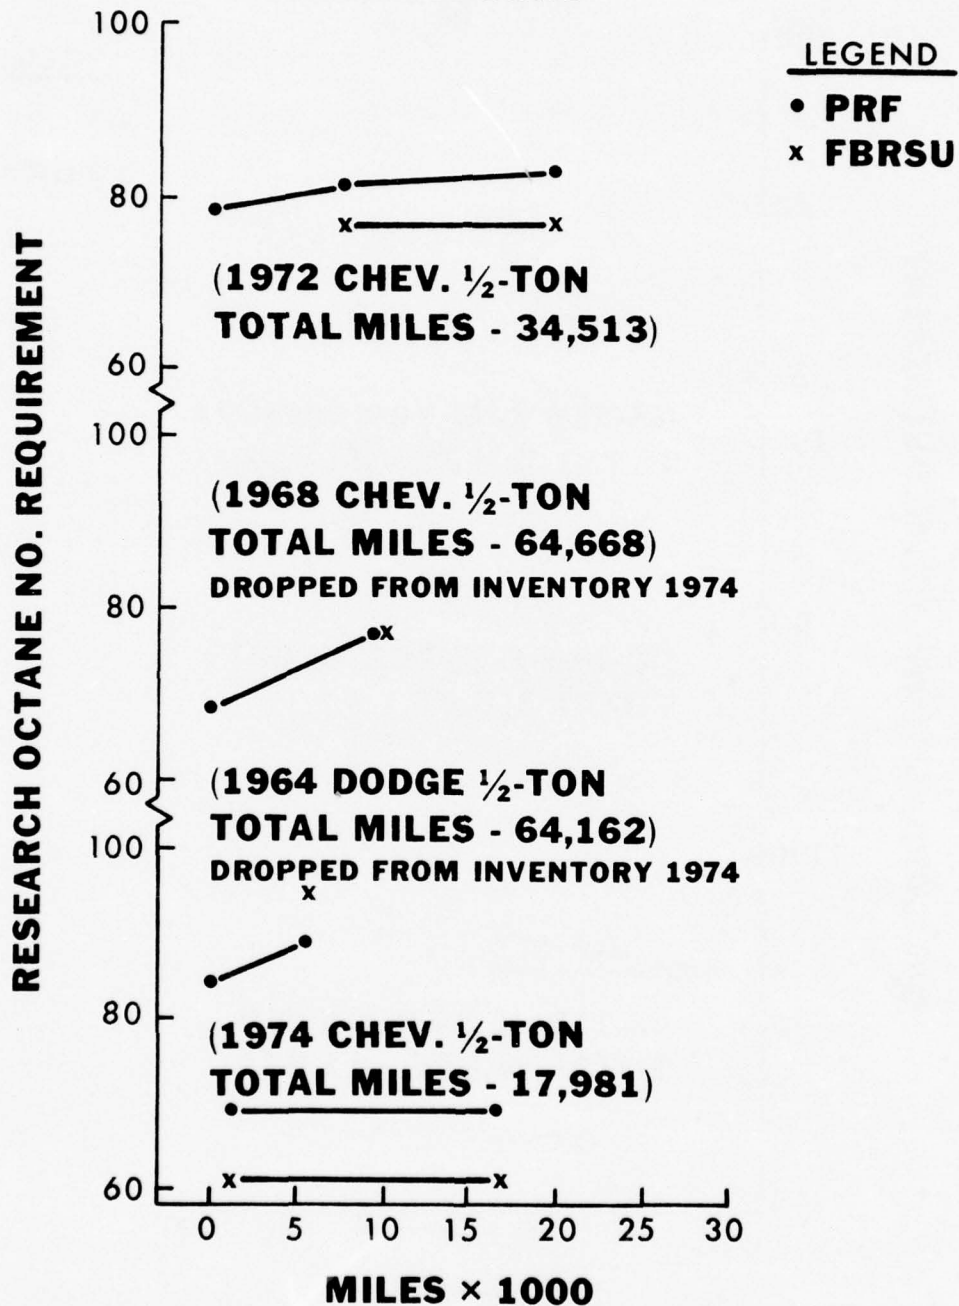 LEGEND
• PRF
x FBRSU
RESEARCH OCTANE NO. REQUIREMENT
100
80
(1972 CHEV. ½-TON
TOTAL MILES - 34,513)
60
100
(1968 CHEV. ½-TON
TOTAL MILES - 64,668)
DROPPED FROM INVENTORY 1974
80
60
(1964 DODGE ½-TON
TOTAL MILES - 64,162)
100
DROPPED FROM INVENTORY 1974
80
(1974 CHEV. ½-TON
TOTAL MILES - 17,981)
60
0 5 10 15 20 25 30
MILES × 1000